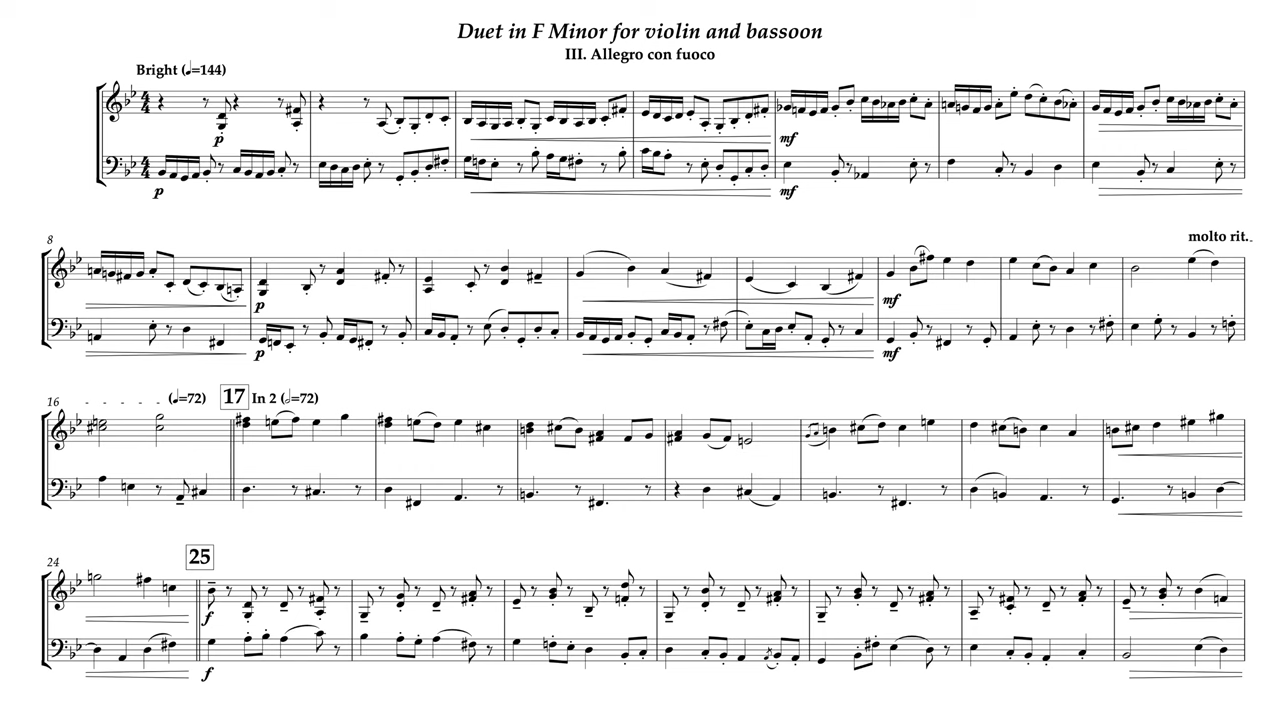 Duet in F Minor for violin and bassoon
III. Allegro con fuoco
Bright (♩=144)
p
mf
p
mf
8
molto rit.
p
mf
p
mf
16
(♩=72)
17
In 2 (𝅗𝅥=72)
24
25
f
f